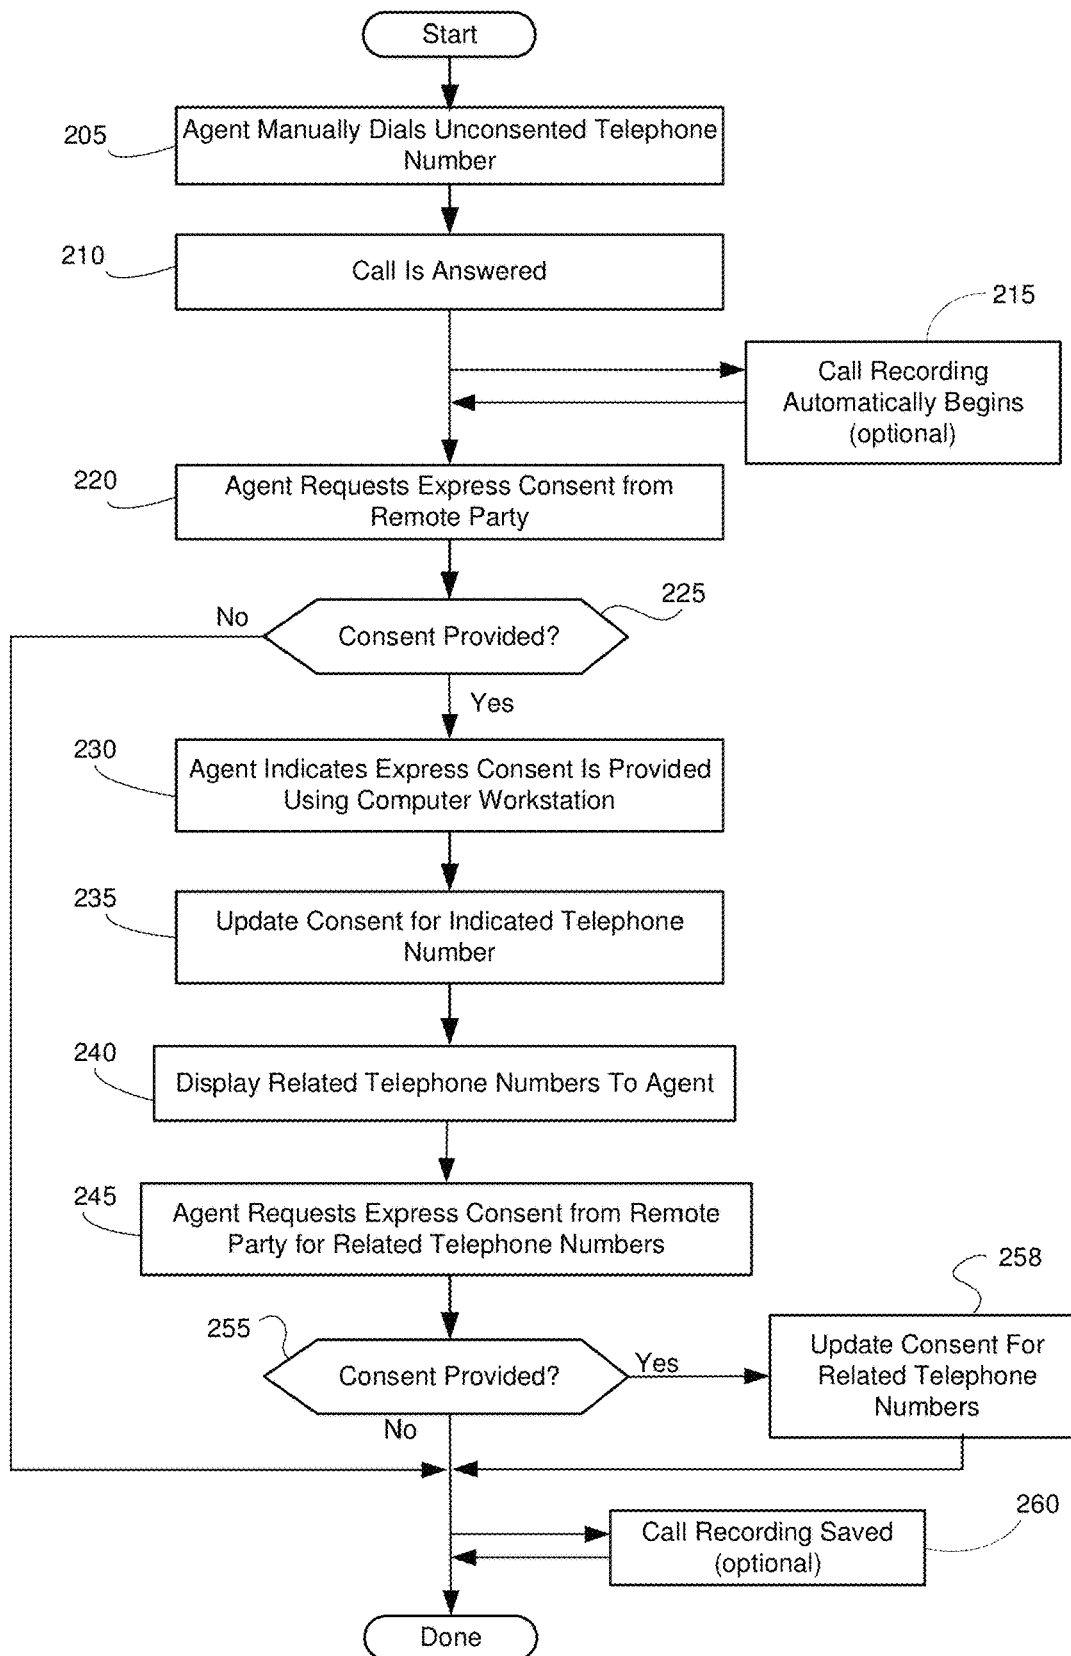 Start
205
Agent Manually Dials Unconsented Telephone
Number
210
Call Is Answered
215
Call Recording
Automatically Begins
(optional)
220
Agent Requests Express Consent from
Remote Party
225
No
Consent Provided?
Yes
230
Agent Indicates Express Consent Is Provided
Using Computer Workstation
235
Update Consent for Indicated Telephone
Number
240
Display Related Telephone Numbers To Agent
245
Agent Requests Express Consent from Remote
Party for Related Telephone Numbers
258
255
Consent Provided?
Yes
Update Consent For
Related Telephone
Numbers
No
260
Call Recording Saved
(optional)
Done